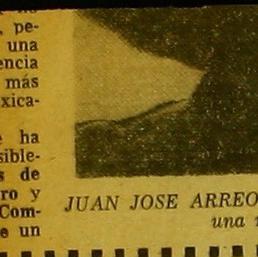 , pe-
una
encia
más
xica-
ha
sible-
s de
ro y
Com-
e un
JUAN JOSE ARREO
una